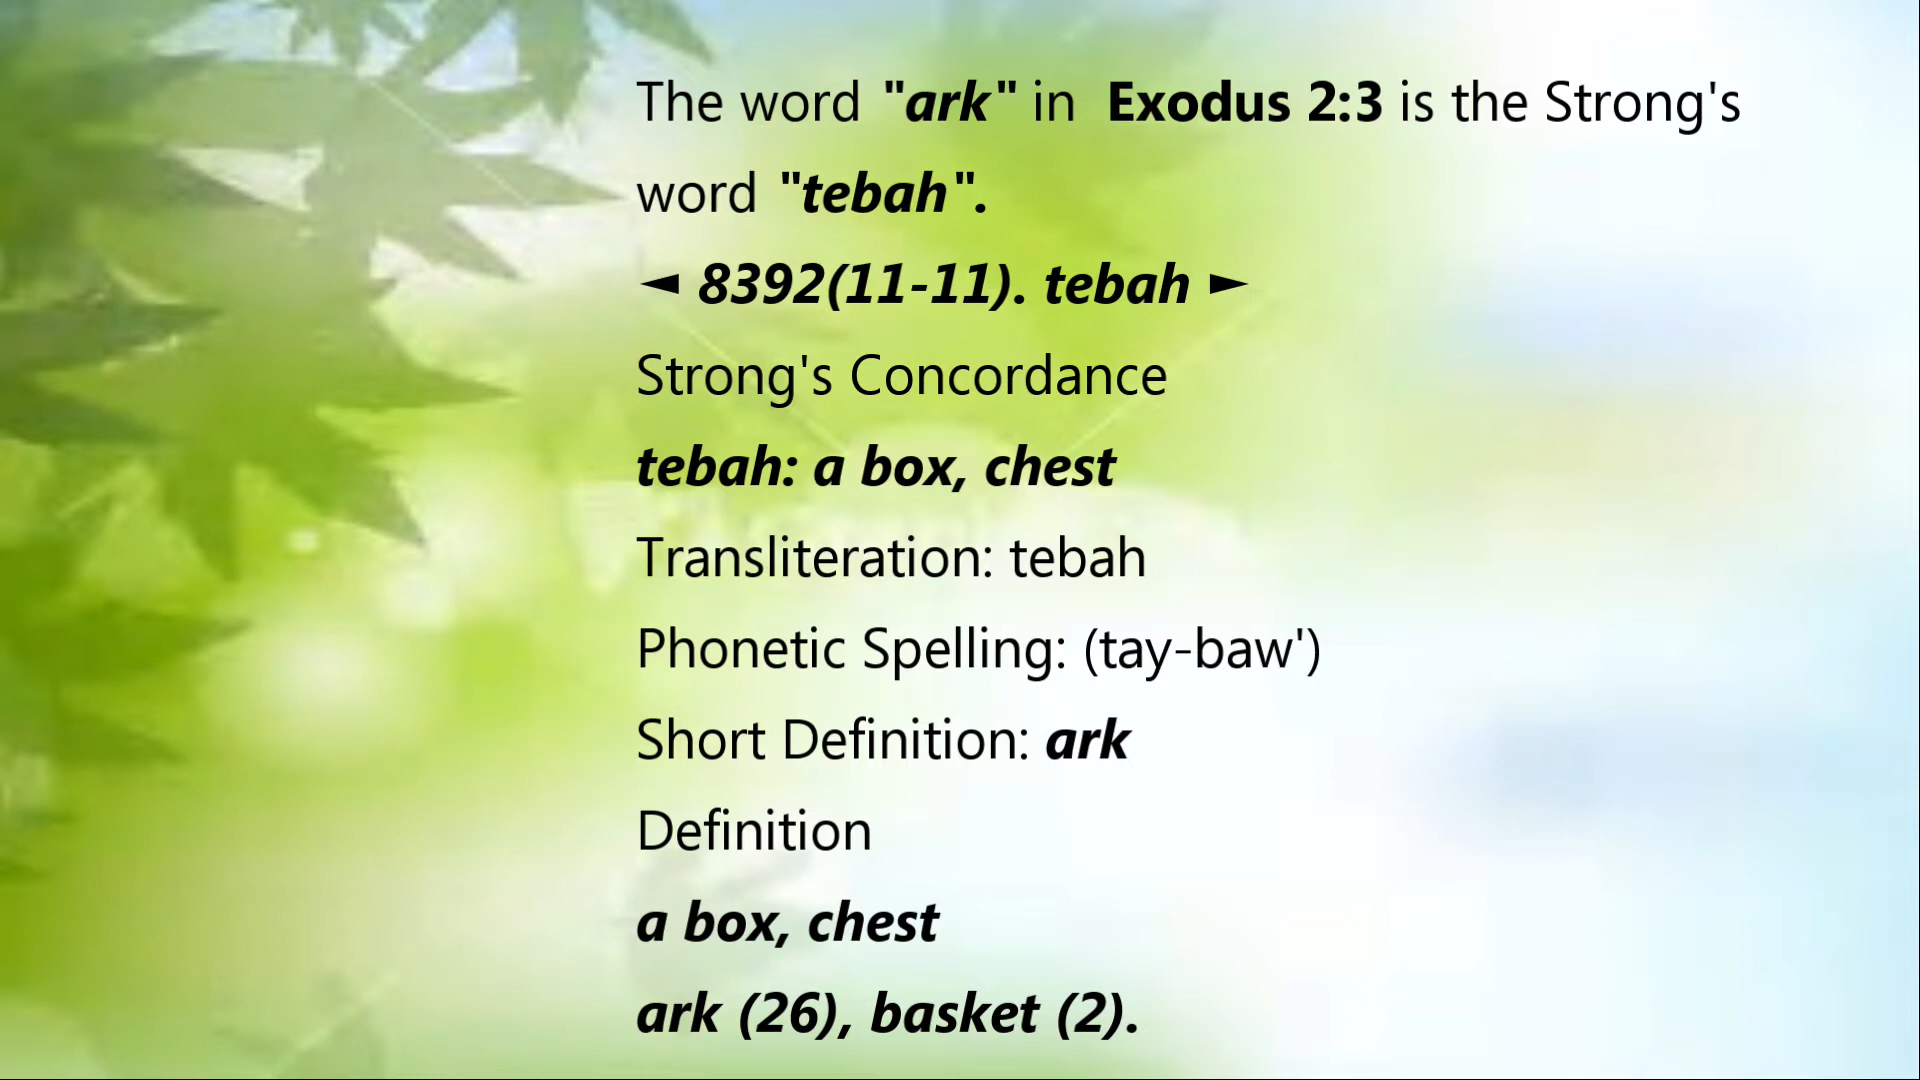 The word "ark" in  Exodus 2:3 is the Strong's
word "tebah".
◄ 8392(11-11). tebah ►
Strong's Concordance
tebah: a box, chest
Transliteration: tebah
Phonetic Spelling: (tay-baw')
Short Definition: ark
Definition
a box, chest
ark (26), basket (2).